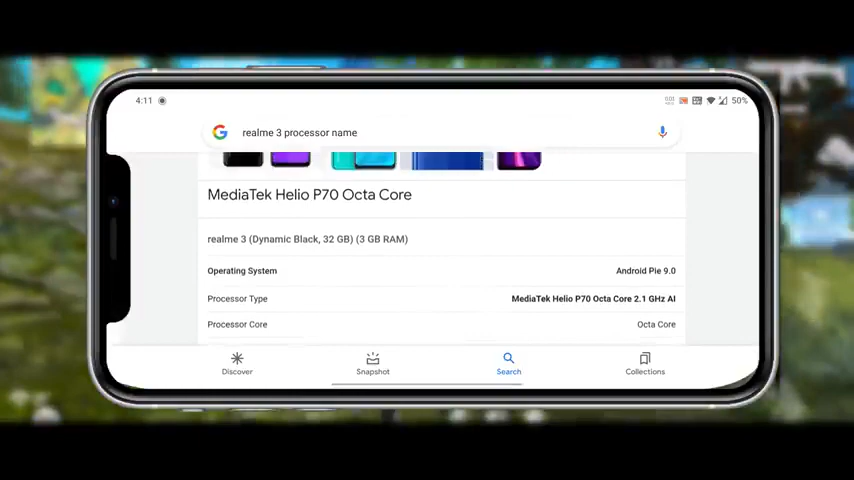 4:11
50%
realme 3 processor name
MediaTek Helio P70 Octa Core
realme 3 (Dynamic Black, 32 GB) (3 GB RAM)
Operating System Android Pie 9.0
Processor Type MediaTek Helio P70 Octa Core 2.1 GHz AI
Processor Core Octa Core
Discover Snapshot Search Collections